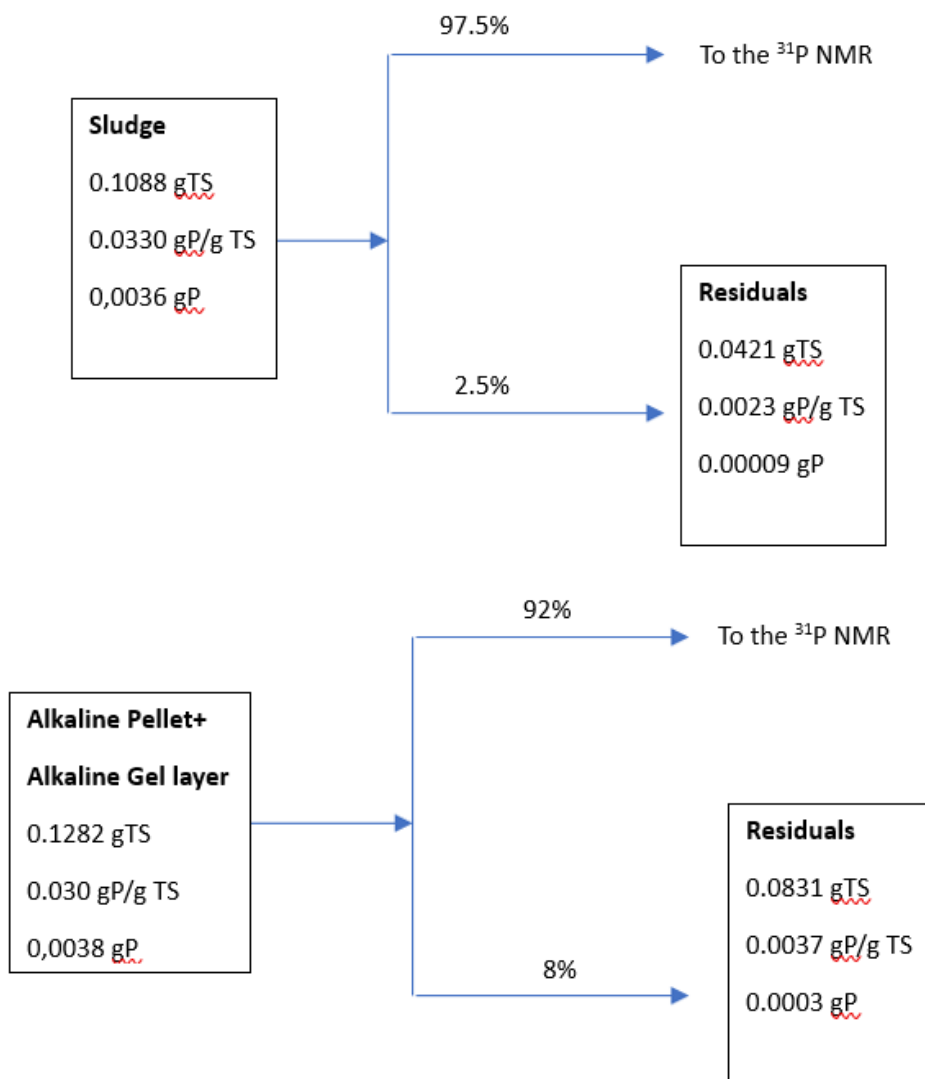 97.5%
To the ³¹P NMR
Sludge
0.1088 gTS
0.0330 gP/g TS
0,0036 gP
2.5%
Residuals
0.0421 gTS
0.0023 gP/g TS
0.00009 gP
92%
To the ³¹P NMR
Alkaline Pellet+
Alkaline Gel layer
0.1282 gTS
0.030 gP/g TS
0,0038 gP
8%
Residuals
0.0831 gTS
0.0037 gP/g TS
0.0003 gP